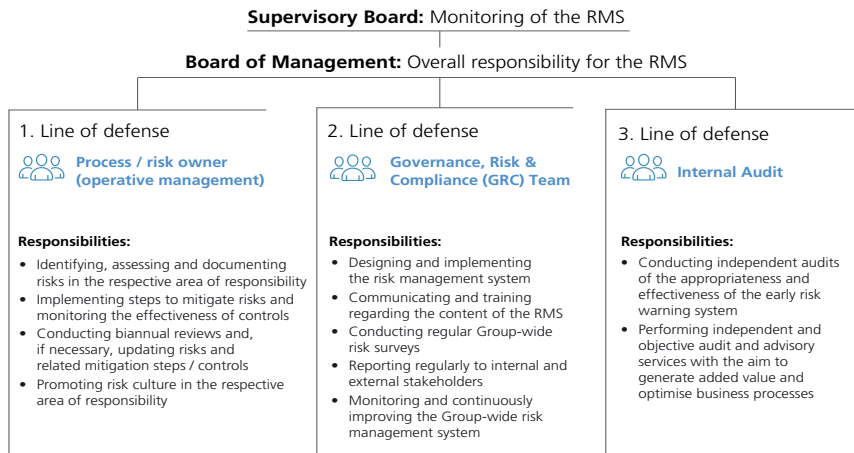 Supervisory Board: Monitoring of the RMS
Board of Management: Overall responsibility for the RMS
1. Line of defense
Process / risk owner
(operative management)
Responsibilities:
• Identifying, assessing and documenting
risks in the respective area of responsibility
• Implementing steps to mitigate risks and
monitoring the effectiveness of controls
• Conducting biannual reviews and,
if necessary, updating risks and
related mitigation steps / controls
• Promoting risk culture in the respective
area of responsibility
2. Line of defense
Governance, Risk &
Compliance (GRC) Team
Responsibilities:
• Designing and implementing
the risk management system
• Communicating and training
regarding the content of the RMS
• Conducting regular Group-wide
risk surveys
• Reporting regularly to internal and
external stakeholders
• Monitoring and continuously
improving the Group-wide risk
management system
3. Line of defense
Internal Audit
Responsibilities:
• Conducting independent audits
of the appropriateness and
effectiveness of the early risk
warning system
• Performing independent and
objective audit and advisory
services with the aim to
generate added value and
optimise business processes